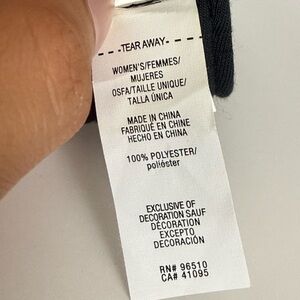 --TEAR AWAY---
WOMEN'S/FEMMES/
MUJERES
OSFA/TAILLE UNIQUE/
TALLA ÚNICA
MADE IN CHINA
FABRIQUÉ EN CHINE
HECHO EN CHINA
100% POLYESTER/
poliéster
EXCLUSIVE OF
DECORATION SAUF
DÉCORATION
EXCEPTO
DECORACIÓN
RN# 96510
CA# 41095